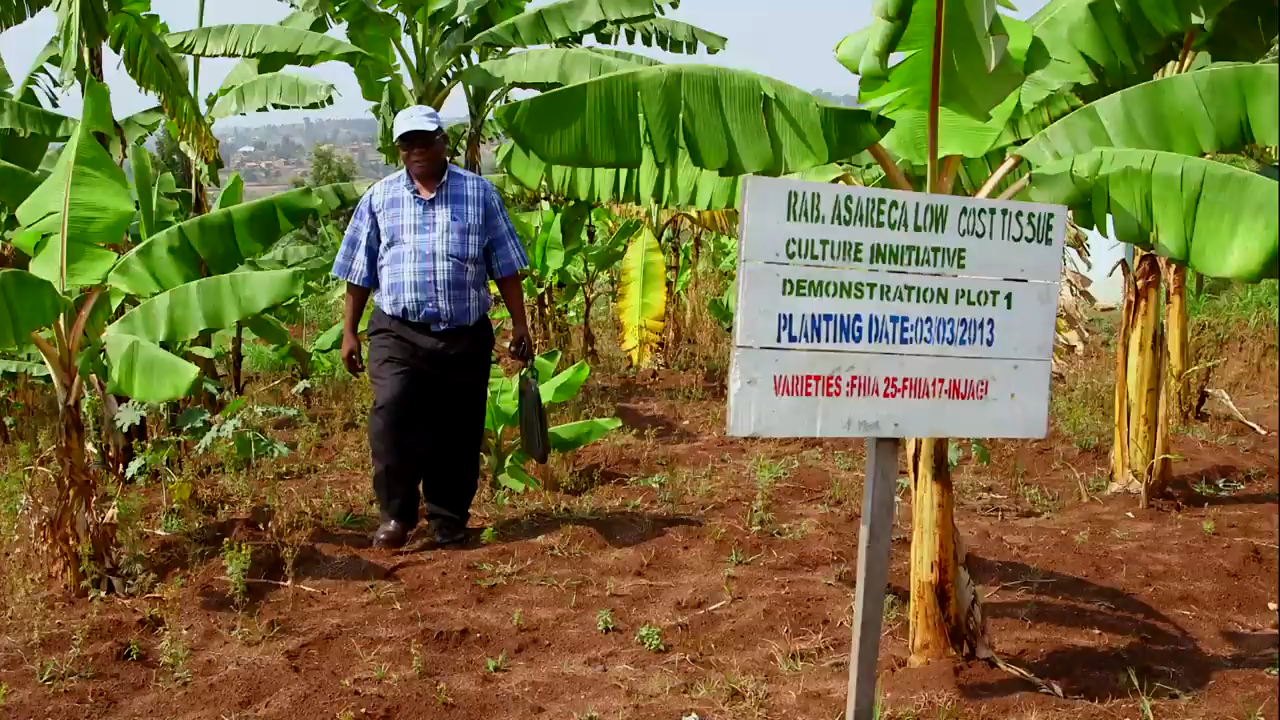 RAB. ASARECA LOW COST TISSUE
CULTURE INNITIATIVE
DEMONSTRATION PLOT 1
PLANTING DATE:03/03/2013
VARIETIES :FHIA 25-FHIA17-INJAGI